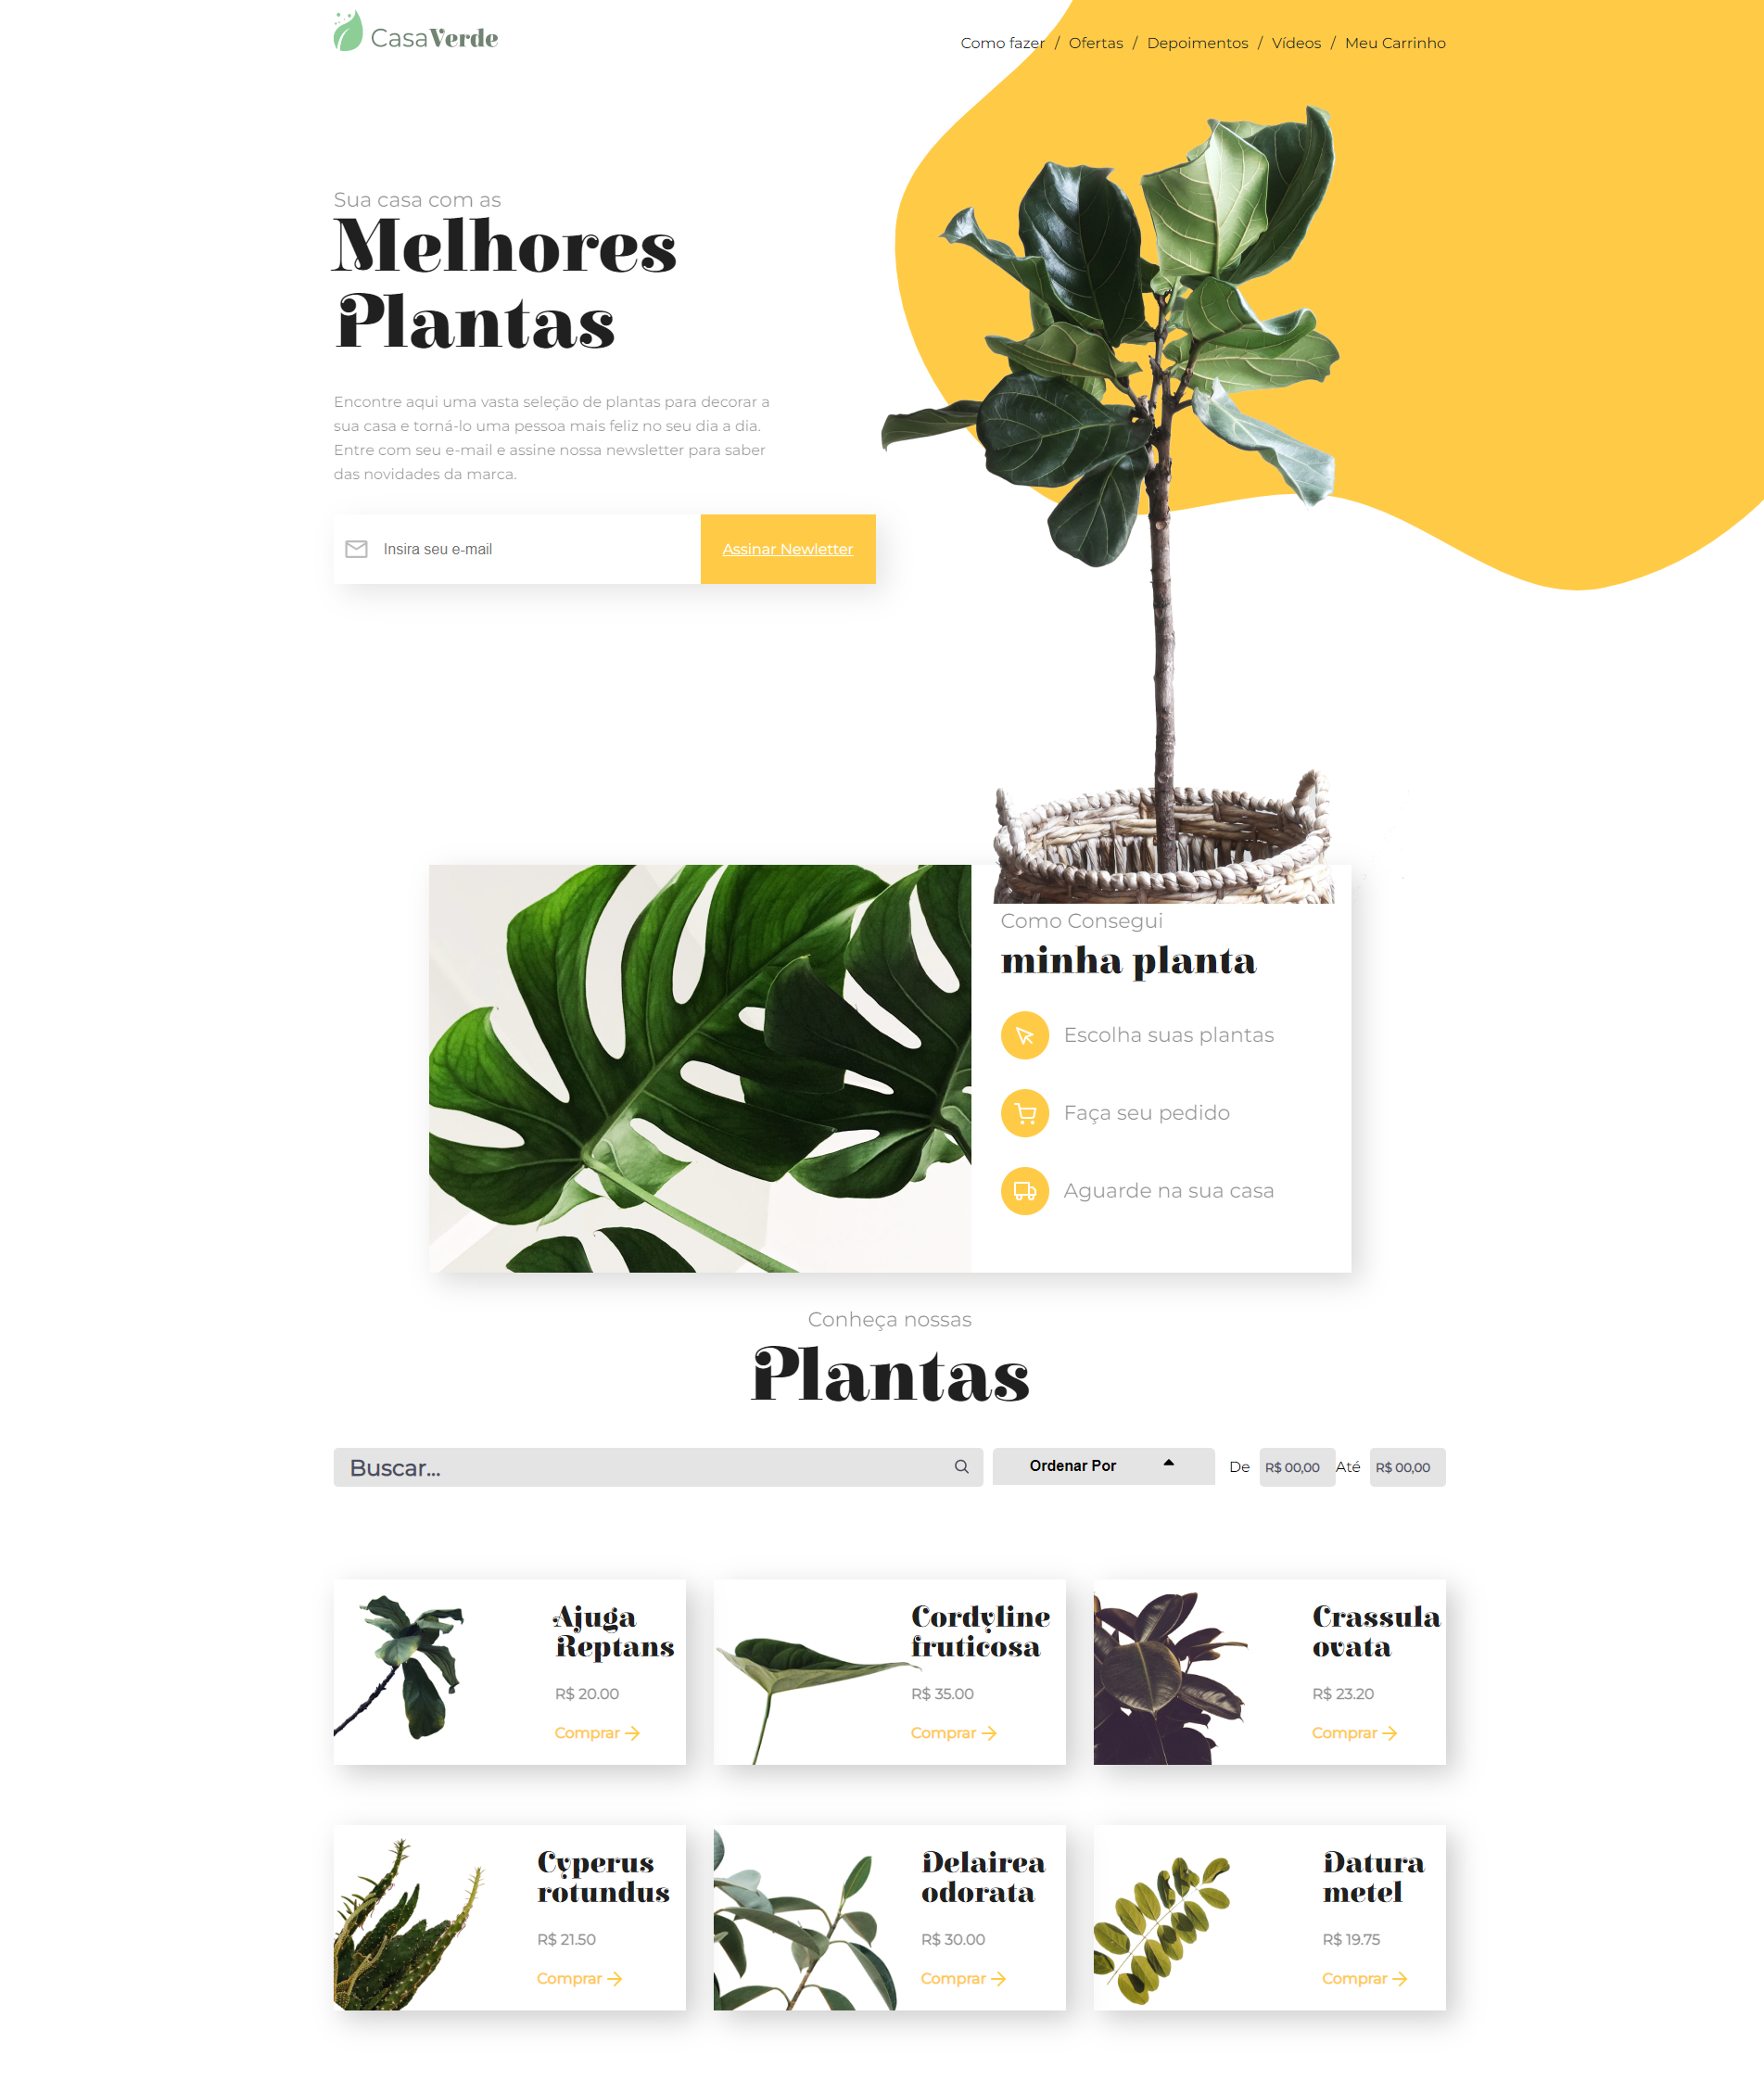 CasaVerde
Como fazer / Ofertas / Depoimentos / Vídeos / Meu Carrinho
Sua casa com as
Melhores
Plantas
Encontre aqui uma vasta seleção de plantas para decorar a
sua casa e torná-lo uma pessoa mais feliz no seu dia a dia.
Entre com seu e-mail e assine nossa newsletter para saber
das novidades da marca.
Insira seu e-mail
Assinar Newletter
Como Consegui
minha planta
Escolha suas plantas
Faça seu pedido
Aguarde na sua casa
Conheça nossas
Plantas
Buscar... Ordenar Por De R$ 00,00 Até R$ 00,00
Ajuga
Reptans
R$ 20.00
Comprar
Cordyline
fruticosa
R$ 35.00
Comprar
Crassula
ovata
R$ 23.20
Comprar
Cyperus
rotundus
R$ 21.50
Comprar
Delairea
odorata
R$ 30.00
Comprar
Datura
metel
R$ 19.75
Comprar